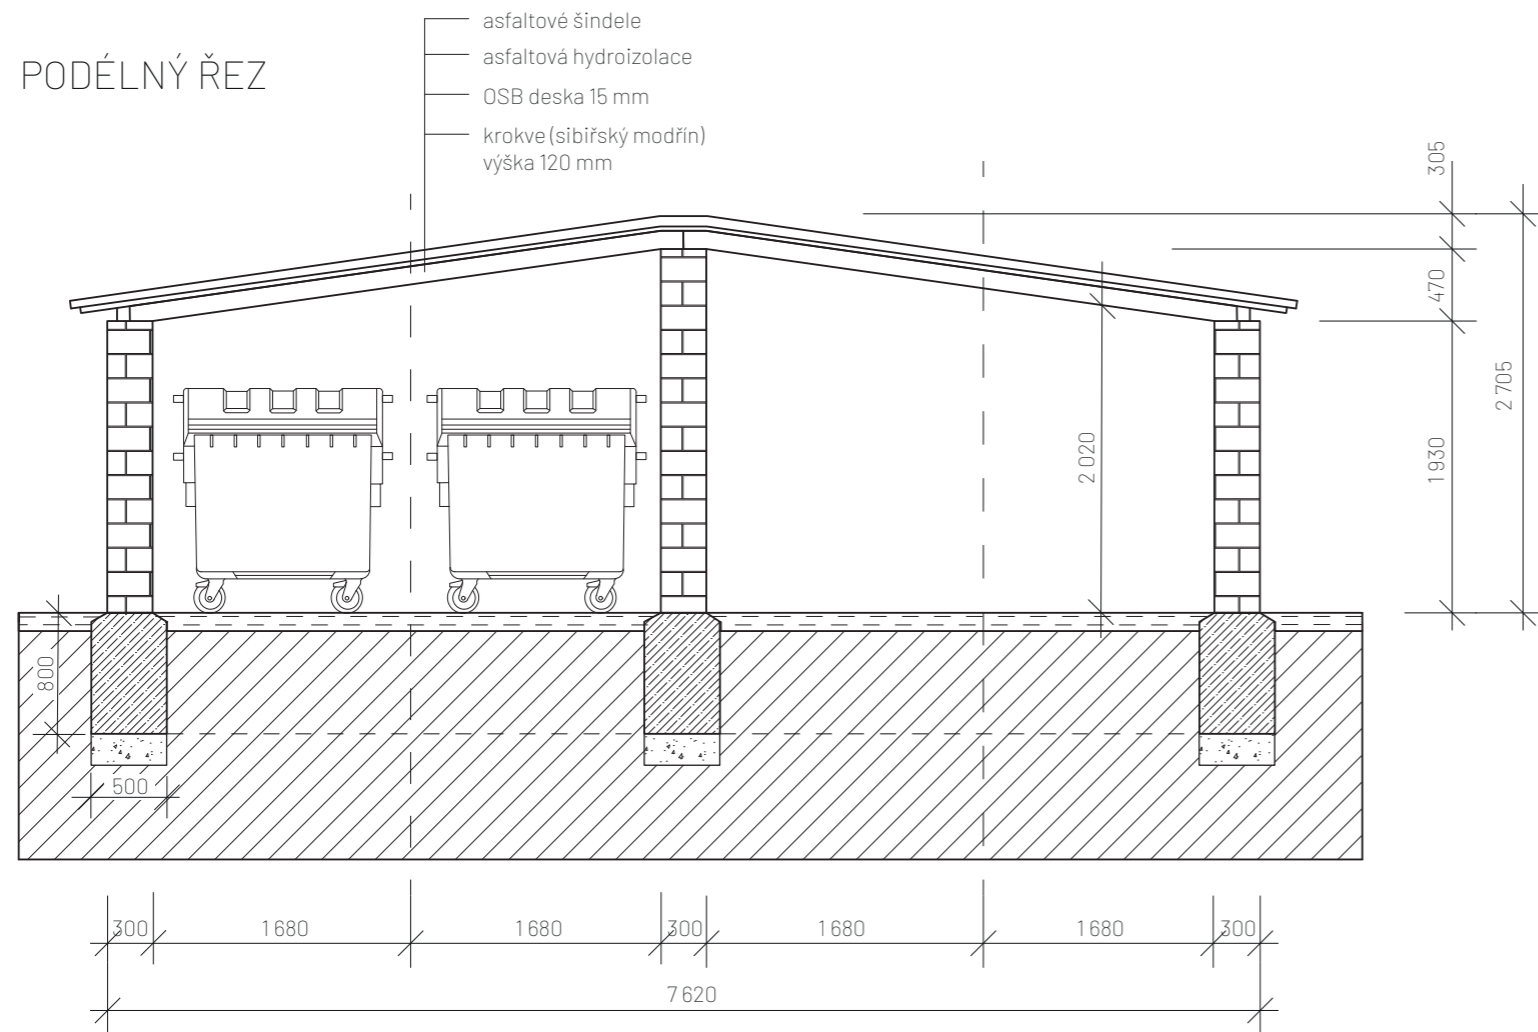 asfaltové šindele
PODÉLNÝ ŘEZ
asfaltová hydroizolace
OSB deska 15 mm
krokve (sibiřský modřín)
výška 120 mm
305
470
2 705
2 020
1 930
800
500
300
1 680
1 680
300
1 680
1 680
300
7 620